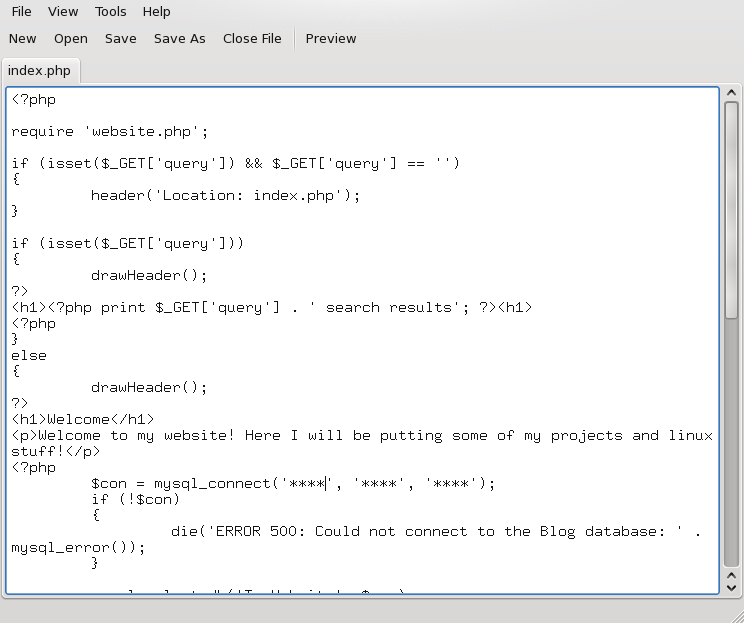 File View Tools Help
New Open Save Save As Close File Preview
index.php
<?php
require 'website.php';
if (isset($_GET['query']) && $_GET['query'] == '')
{
header('Location: index.php');
}
if (isset($_GET['query']))
{
drawHeader();
?>
<h1><?php print $_GET['query'] . ' search results'; ?><h1>
<?php
}
else
{
drawHeader();
?>
<h1>Welcome</h1>
<p>Welcome to my website! Here I will be putting some of my projects and linux
stuff!</p>
<?php
$con = mysql_connect('****', '****', '****');
if (!$con)
{
die('ERROR 500: Could not connect to the Blog database: ' .
mysql_error());
}